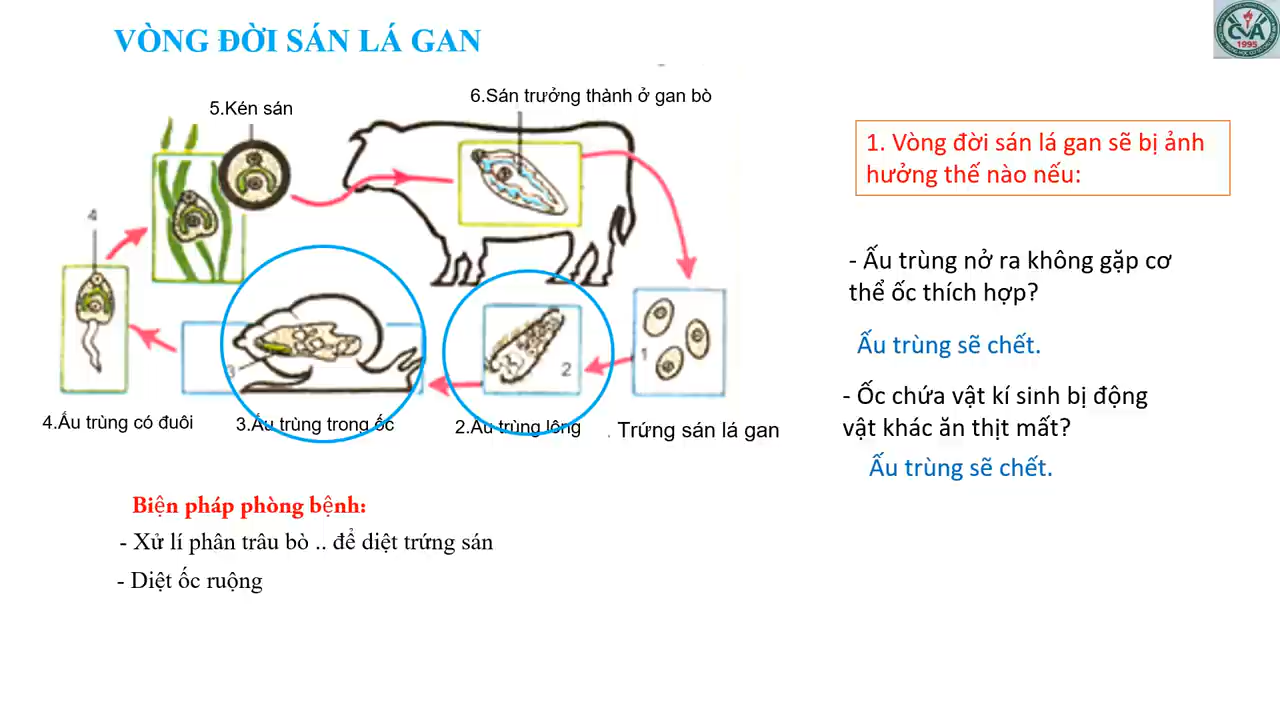 VÒNG ĐỜI SÁN LÁ GAN
CVA
1995
5.Kén sán
6.Sán trưởng thành ở gan bò
4
3
2
1
4.Ấu trùng có đuôi
3.Ấu trùng trong ốc
2.Ấu trùng lông
. Trứng sán lá gan
Biện pháp phòng bệnh:
- Xử lí phân trâu bò .. để diệt trứng sán
- Diệt ốc ruộng
1. Vòng đời sán lá gan sẽ bị ảnh
hưởng thế nào nếu:
- Ấu trùng nở ra không gặp cơ
thể ốc thích hợp?
Ấu trùng sẽ chết.
- Ốc chứa vật kí sinh bị động
vật khác ăn thịt mất?
Ấu trùng sẽ chết.